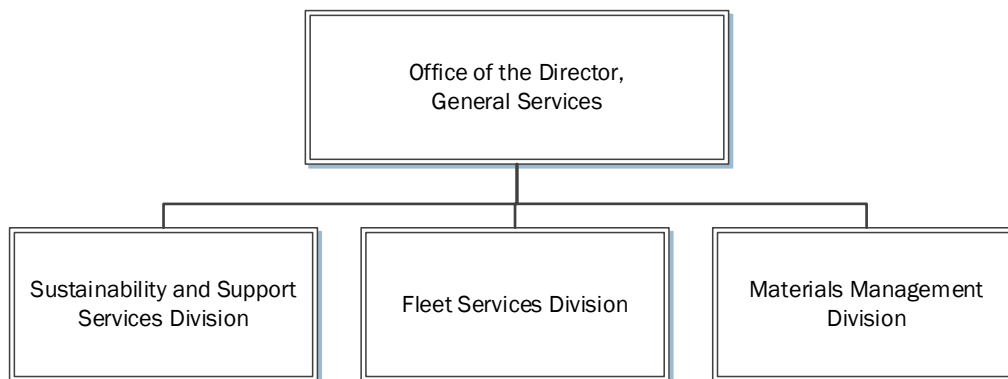 Office of the Director,
General Services
Sustainability and Support
Services Division
Fleet Services Division
Materials Management
Division